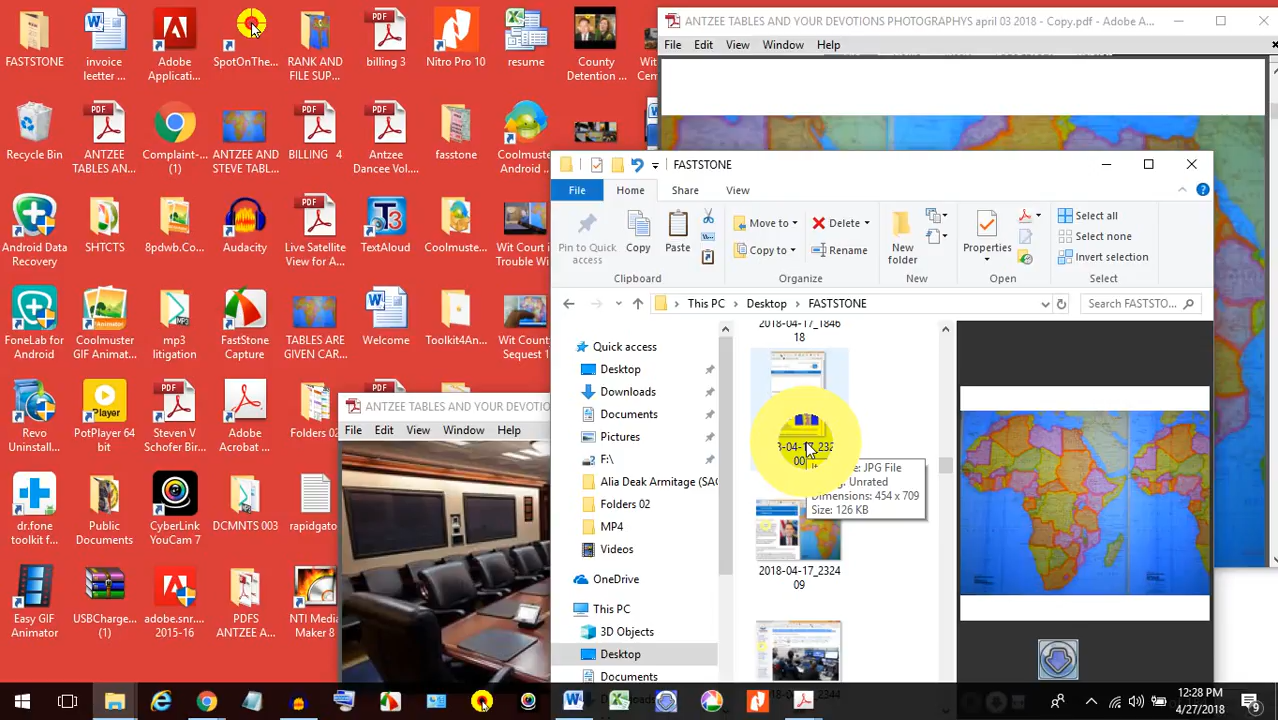 FASTSTONE
invoice leetter ...
Adobe Applicati...
SpotOnThe...
RANK AND FILE SUP...
billing 3
Nitro Pro 10
resume
County Detention ...
Recycle Bin
ANTZEE TABLES AN...
Complaint-... (1)
ANTZEE AND STEVE TABL...
BILLING 4
Antzee Dancee Vol....
fasstone
Coolmuster Android ...
Android Data Recovery
SHTCTS
8pdwb.Co...
Audacity
Live Satellite View for A...
TextAloud
Coolmuste...
Wit Court i
Trouble Wi
FoneLab for Android
Coolmuster GIF Animat...
mp3 litigation
FastStone Capture
TABLES ARE GIVEN CAR...
Welcome
Toolkit4An...
Wit Count
Sequest 1
Revo Uninstall...
PotPlayer 64 bit
Steven V Schofer Bir...
Adobe Acrobat ...
Folders 02
dr.fone toolkit f...
Public Documents
CyberLink YouCam 7
DCMNTS 003
rapidgato
Easy GIF Animator
USBCharge... (1)
adobe.snr.... 2015-16
PDFS ANTZEE A...
NTI Media Maker 8
ANTZEE TABLES AND YOUR DEVOTIONS PHOTOGRAPHYS april 03 2018 - Copy.pdf - Adobe A...
File Edit View Window Help
FASTSTONE
File Home Share View
Pin to Quick access
Copy
Paste
Move to
Copy to
Delete
Rename
New folder
Properties
Select all
Select none
Invert selection
Clipboard Organize New Open Select
This PC Desktop FASTSTONE
Search FASTSTO...
Quick access
Desktop
Downloads
Documents
Pictures
F:\
Alia Deak Armitage (SAC
Folders 02
MP4
Videos
OneDrive
This PC
3D Objects
Desktop
Documents
2018-04-17_1846
18
JPG File
Unrated
Dimensions: 454 x 709
Size: 126 KB
2018-04-17_2324
09
ANTZEE TABLES AND YOUR DEVOTIO
File Edit View Window Help
12:28 PM
4/27/2018